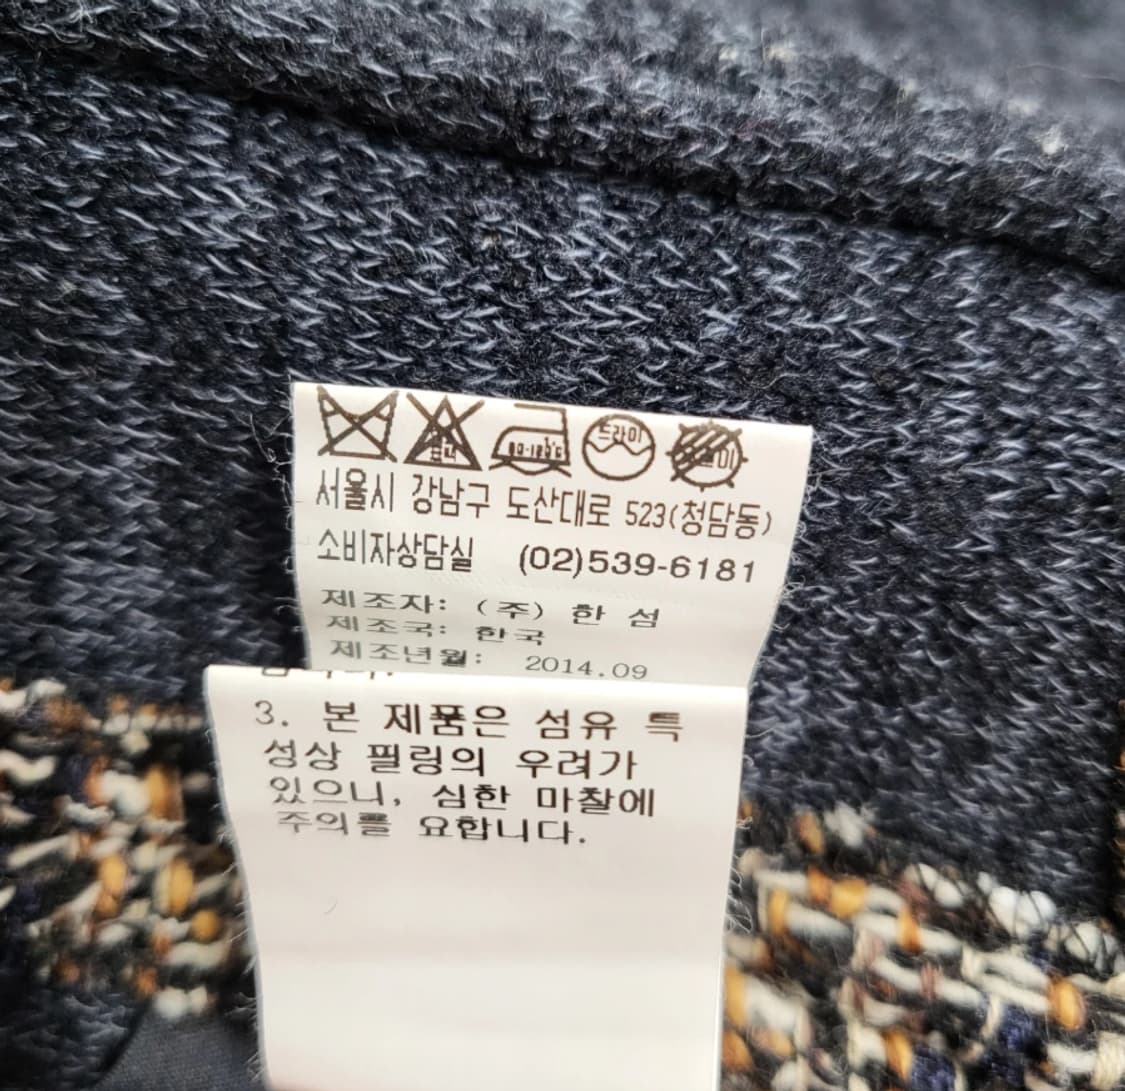 드라이
서울시 강남구 도산대로 523(청담동)
소비자상담실 (02)539-6181
제조자: (주) 한 섬
제조국: 한국
제조년월: 2014.09
3. 본 제품은 섬유 특
성상 필링의 우려가
있으니, 심한 마찰에
주의를 요합니다.